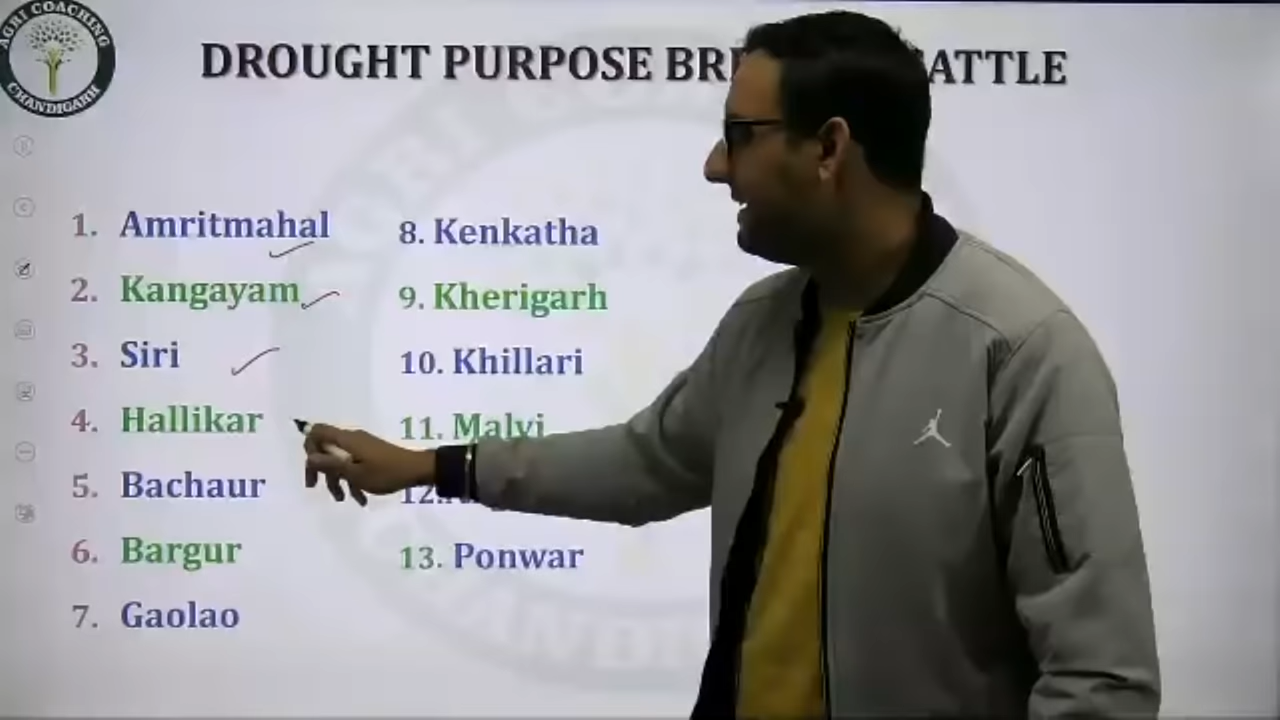 AGRI COACHING
CHANDIGARH
DROUGHT PURPOSE ATTLE
1. Amritmahal
2. Kangayam
3. Siri
4. Hallikar
5. Bachaur
6. Bargur
7. Gaolao
8. Kenkatha
9. Kherigarh
10. Khillari
11. Malvi
12.
13. Ponwar